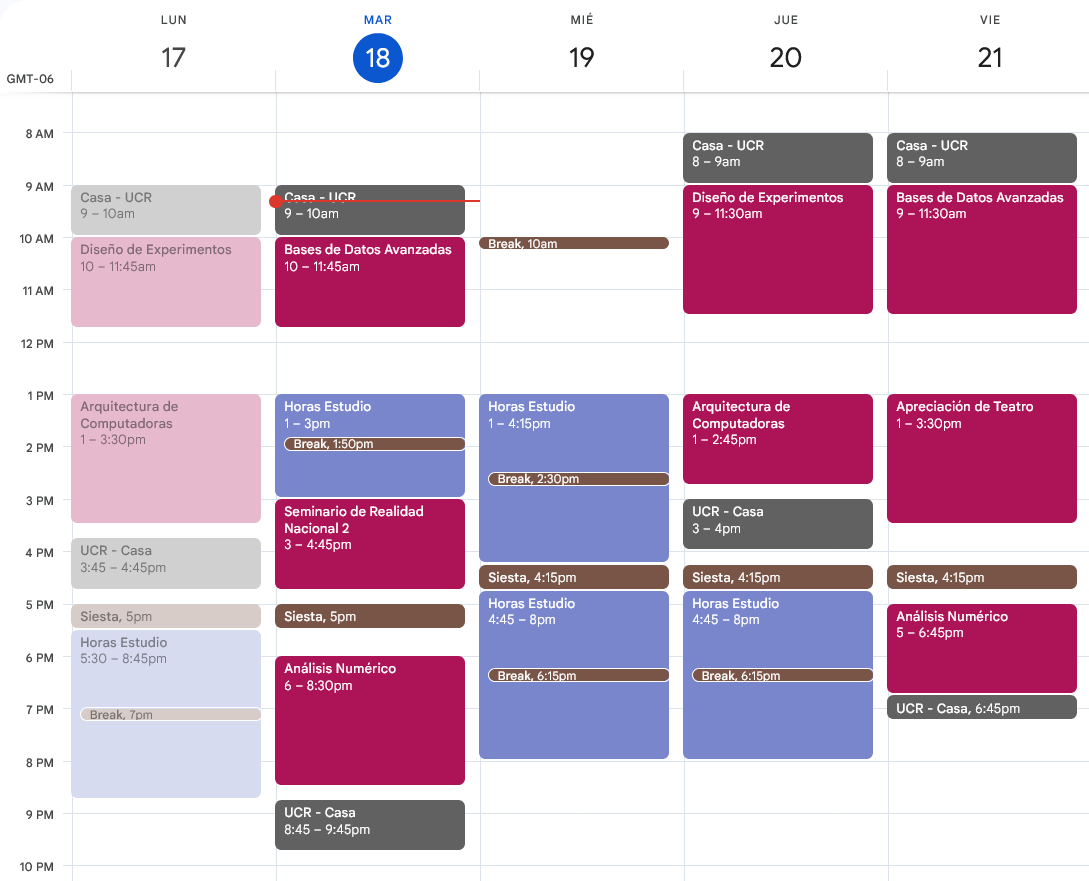 LUN
17
MAR
18
MIÉ
19
JUE
20
VIE
21
GMT-06
8 AM
9 AM
10 AM
11 AM
12 PM
1 PM
2 PM
3 PM
4 PM
5 PM
6 PM
7 PM
8 PM
9 PM
10 PM
Casa - UCR
9 – 10am
Diseño de Experimentos
10 – 11:45am
Arquitectura de
Computadoras
1 – 3:30pm
UCR - Casa
3:45 – 4:45pm
Siesta, 5pm
Horas Estudio
5:30 – 8:45pm
Break, 7pm
Casa - UCR
9 – 10am
Bases de Datos Avanzadas
10 – 11:45am
Horas Estudio
1 – 3pm
Break, 1:50pm
Seminario de Realidad
Nacional 2
3 – 4:45pm
Siesta, 5pm
Análisis Numérico
6 – 8:30pm
UCR - Casa
8:45 – 9:45pm
Break, 10am
Horas Estudio
1 – 4:15pm
Break, 2:30pm
Siesta, 4:15pm
Horas Estudio
4:45 – 8pm
Break, 6:15pm
Casa - UCR
8 – 9am
Diseño de Experimentos
9 – 11:30am
Arquitectura de
Computadoras
1 – 2:45pm
UCR - Casa
3 – 4pm
Siesta, 4:15pm
Horas Estudio
4:45 – 8pm
Break, 6:15pm
Casa - UCR
8 – 9am
Bases de Datos Avanzadas
9 – 11:30am
Apreciación de Teatro
1 – 3:30pm
Siesta, 4:15pm
Análisis Numérico
5 – 6:45pm
UCR - Casa, 6:45pm